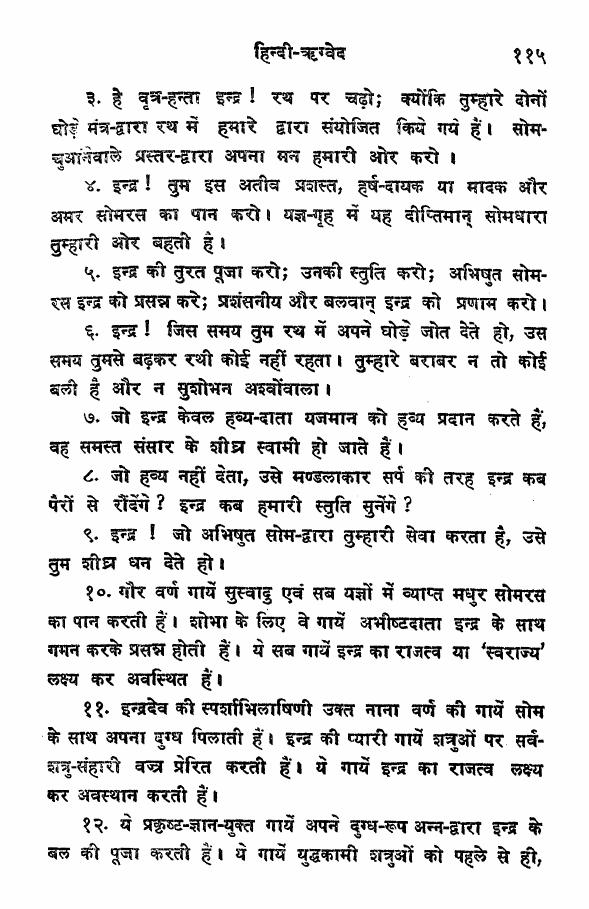 हिन्दी-ऋग्वेद ११५
३. हे वृत्र-हन्ता इन्द्र ! रथ पर चढ़ो; क्योंकि तुम्हारे दोनों
घोड़े मंत्र-द्वारा रथ में हमारे द्वारा संयोजित किये गये हैं। सोम-
चुआनेवाले प्रस्तर-द्वारा अपना मन हमारी ओर करो ।
४. इन्द्र ! तुम इस अतीव प्रशस्त, हर्ष-दायक या मादक और
अमर सोमरस का पान करो। यज्ञ-गृह में यह दीप्तिमान् सोमधारा
तुम्हारी ओर बहती है।
५. इन्द्र की तुरत पूजा करो; उनकी स्तुति करो; अभिषुत सोम-
रस इन्द्र को प्रसन्न करे; प्रशंसनीय और बलवान् इन्द्र को प्रणाम करो।
६. इन्द्र ! जिस समय तुम रथ में अपने घोड़े जोत देते हो, उस
समय तुमसे बढ़कर रथी कोई नहीं रहता। तुम्हारे बराबर न तो कोई
बली है और न सुशोभन अश्वोंवाला।
७. जो इन्द्र केवल हव्य-दाता यजमान को हव्य प्रदान करते हैं,
वह समस्त संसार के शीघ्र स्वामी हो जाते हैं।
८. जो हव्य नहीं देता, उसे मण्डलाकार सर्प की तरह इन्द्र कब
पैरों से रौंदेंगे ? इन्द्र कब हमारी स्तुति सुनेंगे ?
९. इन्द्र ! जो अभिषुत सोम-द्वारा तुम्हारी सेवा करता है, उसे
तुम शीघ्र धन देते हो।
१०. गौर वर्ण गायें सुस्वादु एवं सब यज्ञों में व्याप्त मधुर सोमरस
का पान करती हैं। शोभा के लिए वे गायें अभीष्टदाता इन्द्र के साथ
गमन करके प्रसन्न होती हैं। ये सब गायें इन्द्र का राजत्व या ‘स्वराज्य’
लक्ष्य कर अवस्थित हैं।
११. इन्द्रदेव की स्पर्शाभिलाषिणी उक्त नाना वर्ण की गायें सोम
के साथ अपना दुग्ध पिलाती हैं। इन्द्र की प्यारी गायें शत्रुओं पर सर्व-
शत्रु-संहारी वज्र प्रेरित करती हैं। ये गायें इन्द्र का राजत्व लक्ष्य
कर अवस्थान करती हैं।
१२. ये प्रकृष्ट-ज्ञान-युक्त गायें अपने दुग्ध-रूप अन्न-द्वारा इन्द्र के
बल की पूजा करती हैं। ये गायें युद्धकामी शत्रुओं को पहले से ही,